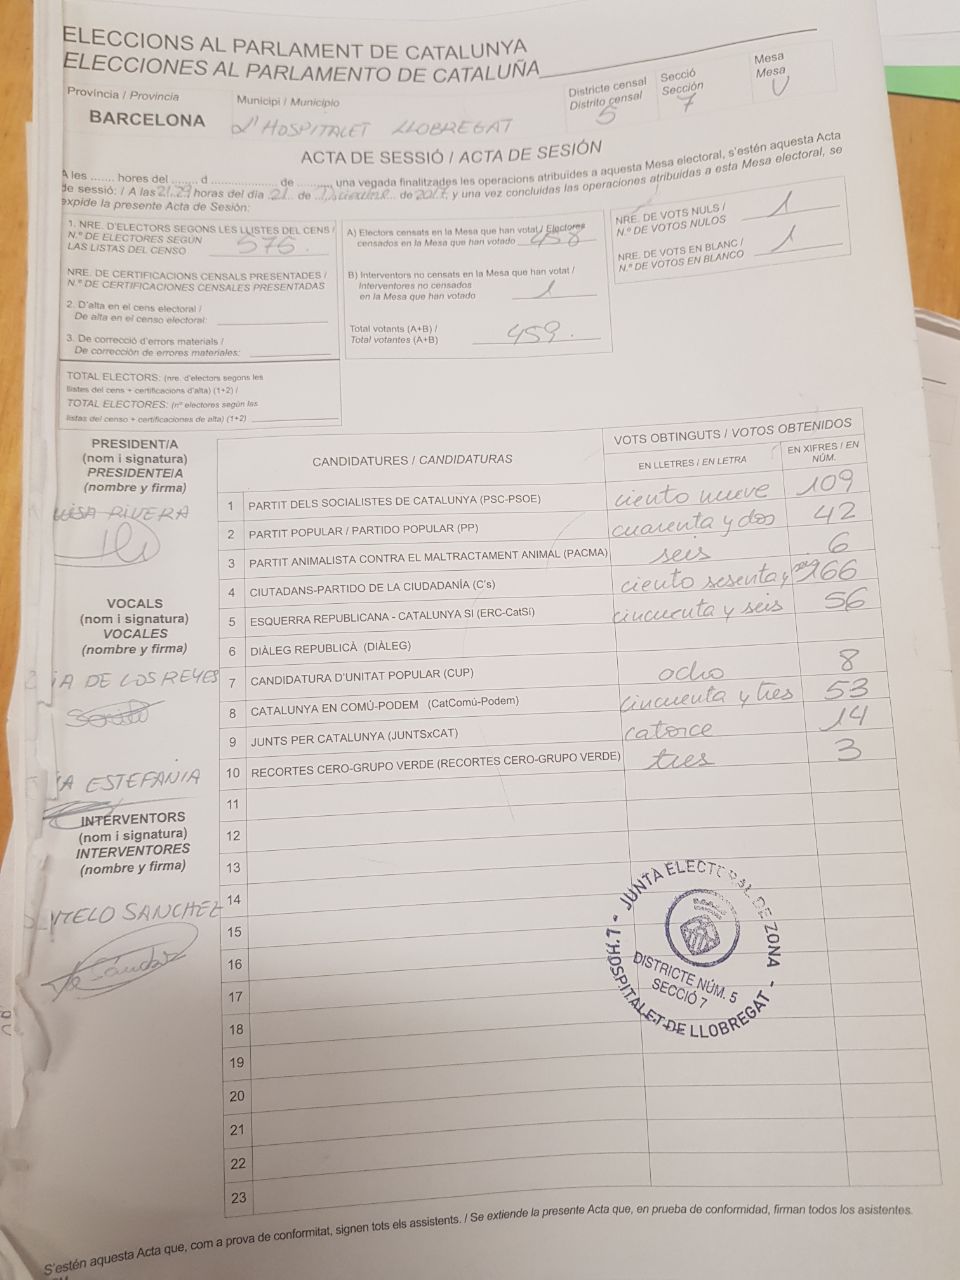 ELECCIONS AL PARLAMENT DE CATALUNYA
ELECCIONES AL PARLAMENTO DE CATALUÑA
Província / Provincia
BARCELONA
Municipi / Municipio
L'HOSPITALET LLOBREGAT
Districte censal
Distrito censal
5
Secció
Sección
7
Mesa
Mesa
U
ACTA DE SESSIÓ / ACTA DE SESIÓN
A les ....... hores del ....... d .................... de .........., una vegada finalitzades les operacions atribuides a aquesta Mesa electoral, s'estén aquesta Acta
de sessió: / A las 21,29 horas del día 21 de Diciembre de 2017, y una vez concluidas las operaciones atribuidas a esta Mesa electoral, se
expide la presente Acta de Sesión:
1. NRE. D'ELECTORS SEGONS LES LLISTES DEL CENS /
N.º DE ELECTORES SEGÚN
LAS LISTAS DEL CENSO
575
NRE. DE CERTIFICACIONS CENSALS PRESENTADES /
N.º DE CERTIFICACIONES CENSALES PRESENTADAS
2. D'alta en el cens electoral /
De alta en el censo electoral:
3. De correcció d'errors materials /
De corrección de errores materiales:
TOTAL ELECTORS: (nre. d'electors segons les
llistes del cens + certificacions d'alta) (1+2) /
TOTAL ELECTORES: (nº electores según las
listas del censo + certificaciones de alta) (1+2)
A) Electors censats en la Mesa que han votat / Electores
censados en la Mesa que han votado 458
B) Interventors no censats en la Mesa que han votat /
Interventores no censados
en la Mesa que han votado 1
Total votants (A+B) /
Total votantes (A+B) 459.
NRE. DE VOTS NULS /
N.º DE VOTOS NULOS 1
NRE. DE VOTS EN BLANC /
N.º DE VOTOS EN BLANCO 1
PRESIDENT/A
(nom i signatura)
PRESIDENTE/A
(nombre y firma)
LUISA RIVERA
VOCALS
(nom i signatura)
VOCALES
(nombre y firma)
IA DE LOS REYES
IA ESTEFANIA
INTERVENTORS
(nom i signatura)
INTERVENTORES
(nombre y firma)
SANCHEZ
Sánchez
CANDIDATURES / CANDIDATURAS
VOTS OBTINGUTS / VOTOS OBTENIDOS
EN LLETRES / EN LETRA
EN XIFRES / EN
NÚM.
1 PARTIT DELS SOCIALISTES DE CATALUNYA (PSC-PSOE) ciento nueve 109
2 PARTIT POPULAR / PARTIDO POPULAR (PP) cuarenta y dos 42
3 PARTIT ANIMALISTA CONTRA EL MALTRACTAMENT ANIMAL (PACMA) seis 6
4 CIUTADANS-PARTIDO DE LA CIUDADANÍA (C's) ciento sesenta y seis 166
5 ESQUERRA REPUBLICANA - CATALUNYA SI (ERC-CatSí) cincuenta y seis 56
6 DIÀLEG REPUBLICÀ (DIÀLEG)
7 CANDIDATURA D'UNITAT POPULAR (CUP) ocho 8
8 CATALUNYA EN COMÚ-PODEM (CatComú-Podem) cincuenta y tres 53
9 JUNTS PER CATALUNYA (JUNTSxCAT) catorce 14
10 RECORTES CERO-GRUPO VERDE (RECORTES CERO-GRUPO VERDE) tres 3
11
12
13
14
15
16
17
18
19
20
21
22
23
JUNTA ELECTORAL DE ZONA
L'HOSPITALET DE LLOBREGAT
DISTRICTE NÚM. 5
SECCIÓ 7
S'estén aquesta Acta que, com a prova de conformitat, signen tots els assistents. / Se extiende la presente Acta que, en prueba de conformidad, firman todos los asistentes.